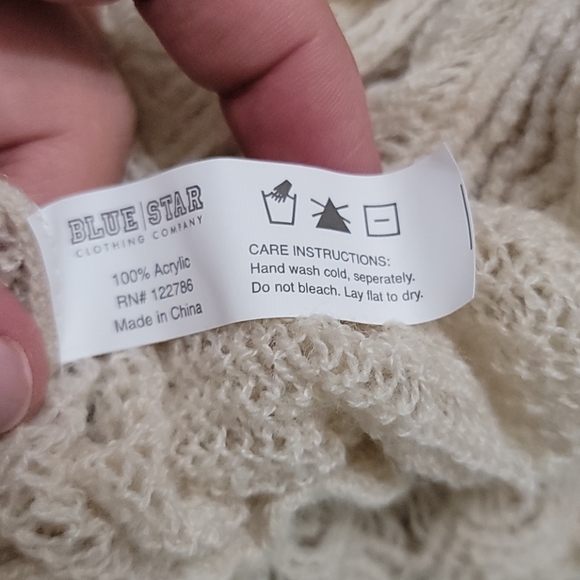 BLUE|STAR
CLOTHING COMPANY
100% Acrylic
RN# 122786
Made in China
CARE INSTRUCTIONS:
Hand wash cold, seperately.
Do not bleach. Lay flat to dry.